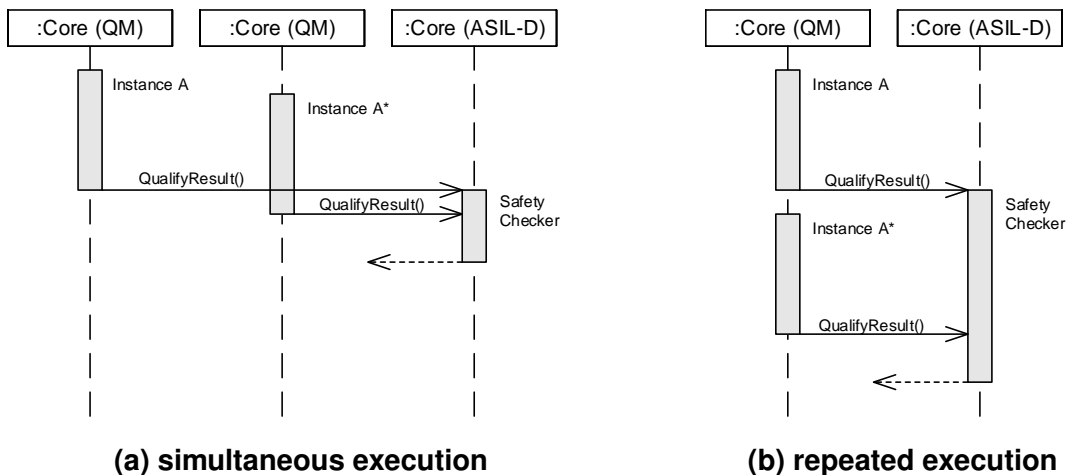 :Core (QM)
:Core (QM)
:Core (ASIL-D)
Instance A
Instance A*
QualifyResult()
QualifyResult()
Safety
Checker
(a) simultaneous execution
:Core (QM)
:Core (ASIL-D)
Instance A
QualifyResult()
Safety
Checker
Instance A*
QualifyResult()
(b) repeated execution